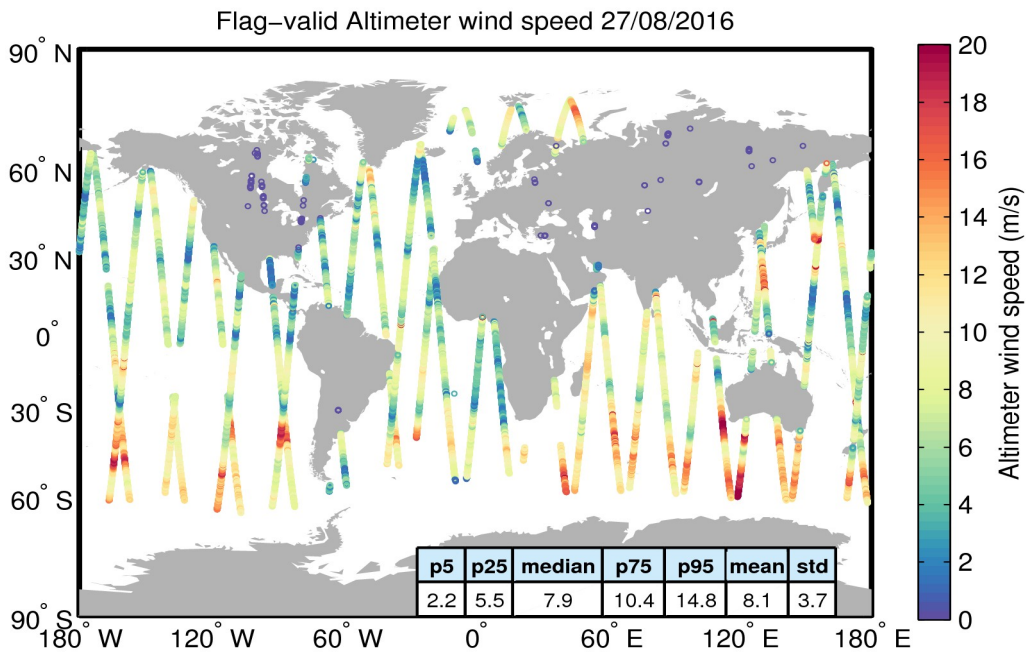 Flag−valid Altimeter wind speed 27/08/2016
90° N
60° N
30° N
0°
30° S
60° S
90° S
180° W
120° W
60° W
0°
60° E
120° E
180° E
p5 p25 median p75 p95 mean std
2.2 5.5 7.9 10.4 14.8 8.1 3.7
20
18
16
14
12
10
8
6
4
2
0
Altimeter wind speed (m/s)